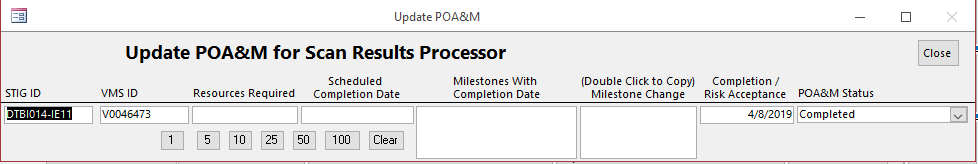 Update POA&M
Update POA&M for Scan Results Processor
Close
STIG ID
VMS ID
Resources Required
Scheduled
Completion Date
Milestones With
Completion Date
(Double Click to Copy)
Milestone Change
Completion /
Risk Acceptance
POA&M Status
DTBI014-IE11
V0046473
4/8/2019
Completed
1
5
10
25
50
100
Clear